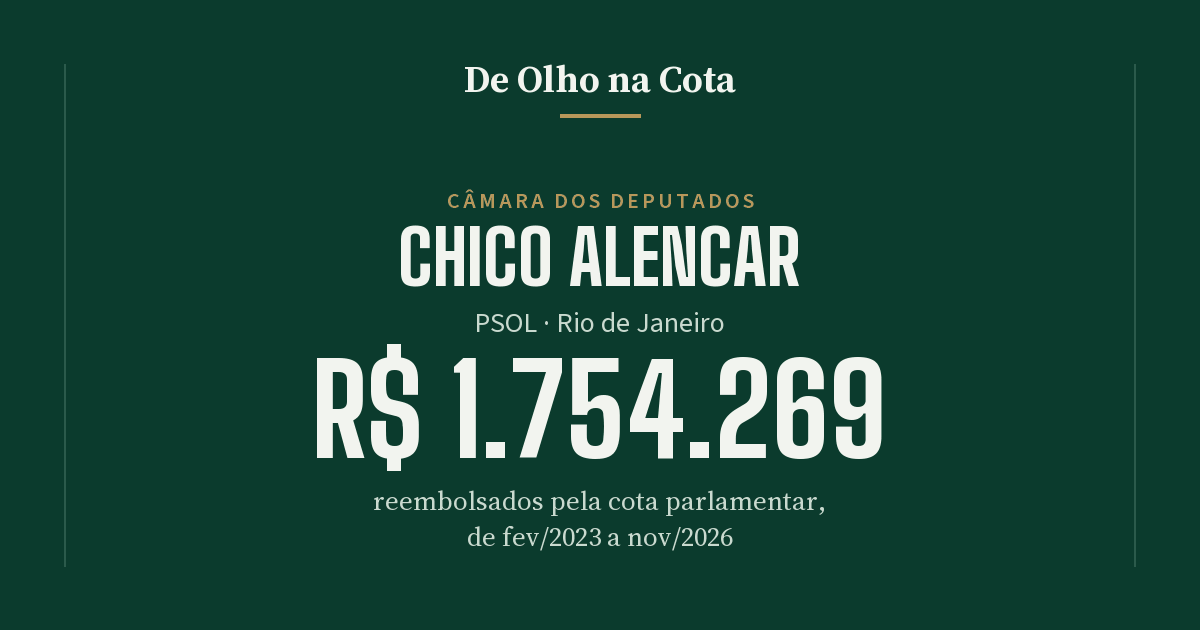 De Olho na Cota
CÂMARA DOS DEPUTADOS
CHICO ALENCAR
PSOL · Rio de Janeiro
R$ 1.754.269
reembolsados pela cota parlamentar,
de fev/2023 a nov/2026